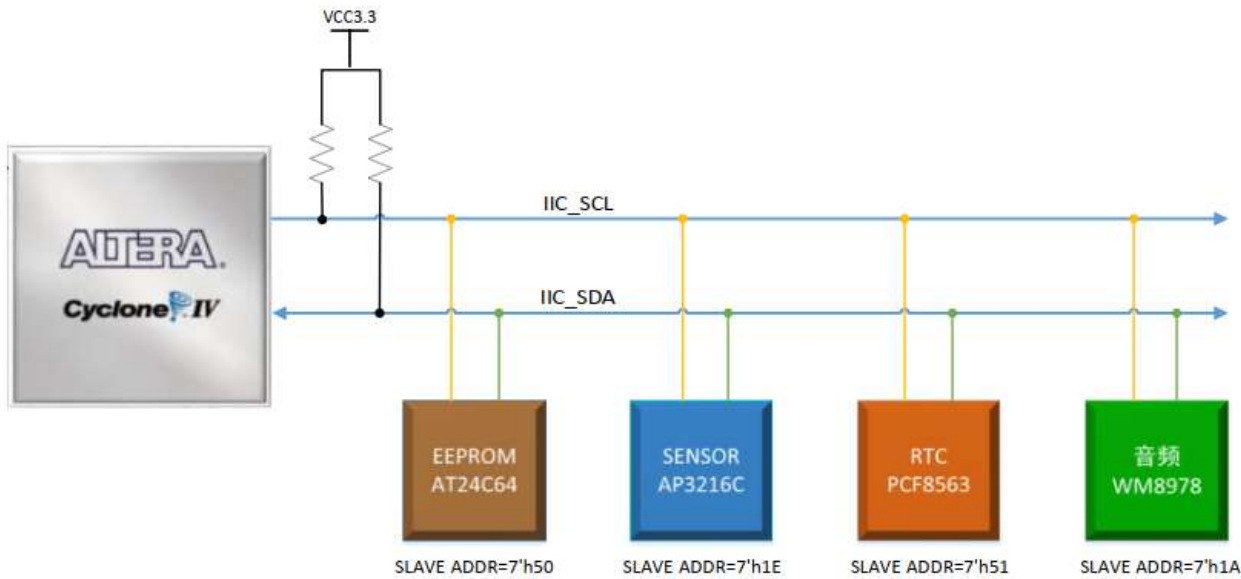 VCC3.3
ALTERA.
Cyclone IV
IIC_SCL
IIC_SDA
EEPROM
AT24C64
SENSOR
AP3216C
RTC
PCF8563
音频
WM8978
SLAVE ADDR=7'h50
SLAVE ADDR=7'h1E
SLAVE ADDR=7'h51
SLAVE ADDR=7'h1A